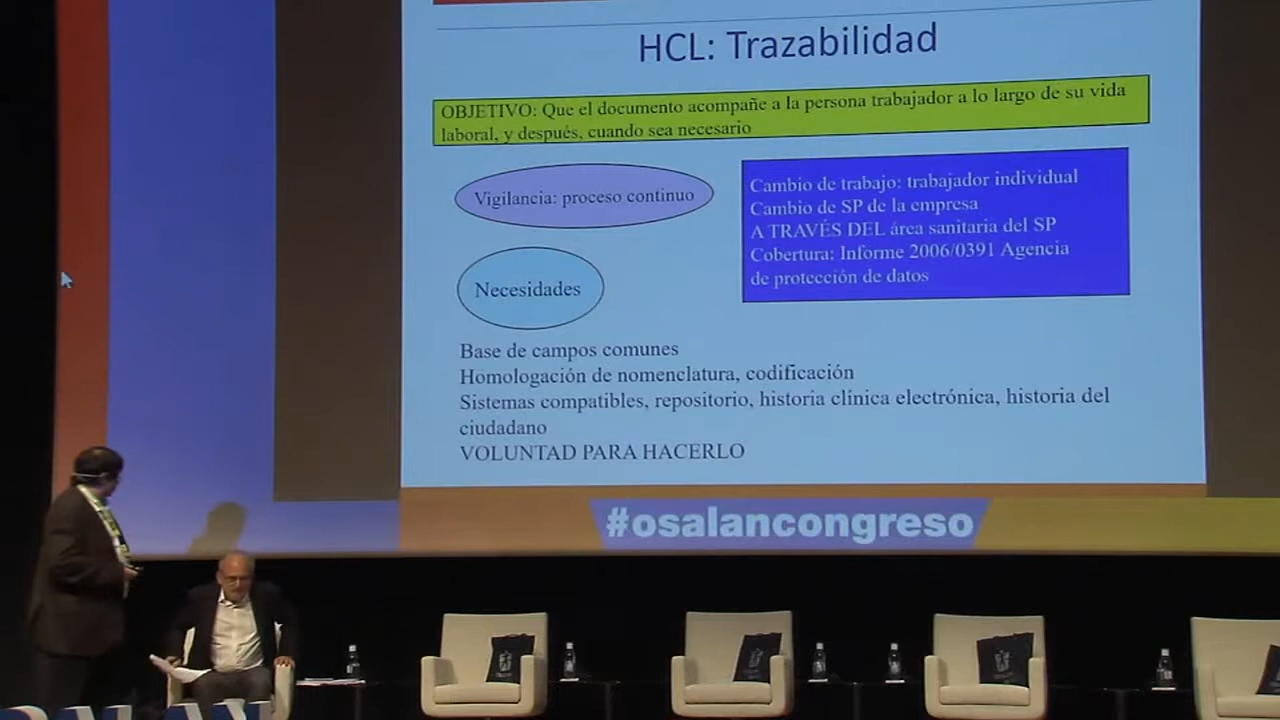 HCL: Trazabilidad
OBJETIVO: Que el documento acompañe a la persona trabajador a lo largo de su vida
laboral, y después, cuando sea necesario
Vigilancia: proceso continuo
Cambio de trabajo: trabajador individual
Cambio de SP de la empresa
A TRAVÉS DEL área sanitaria del SP
Cobertura: Informe 2006/0391 Agencia
de protección de datos
Necesidades
Base de campos comunes
Homologación de nomenclatura, codificación
Sistemas compatibles, repositorio, historia clínica electrónica, historia del
ciudadano
VOLUNTAD PARA HACERLO
#osalancongreso